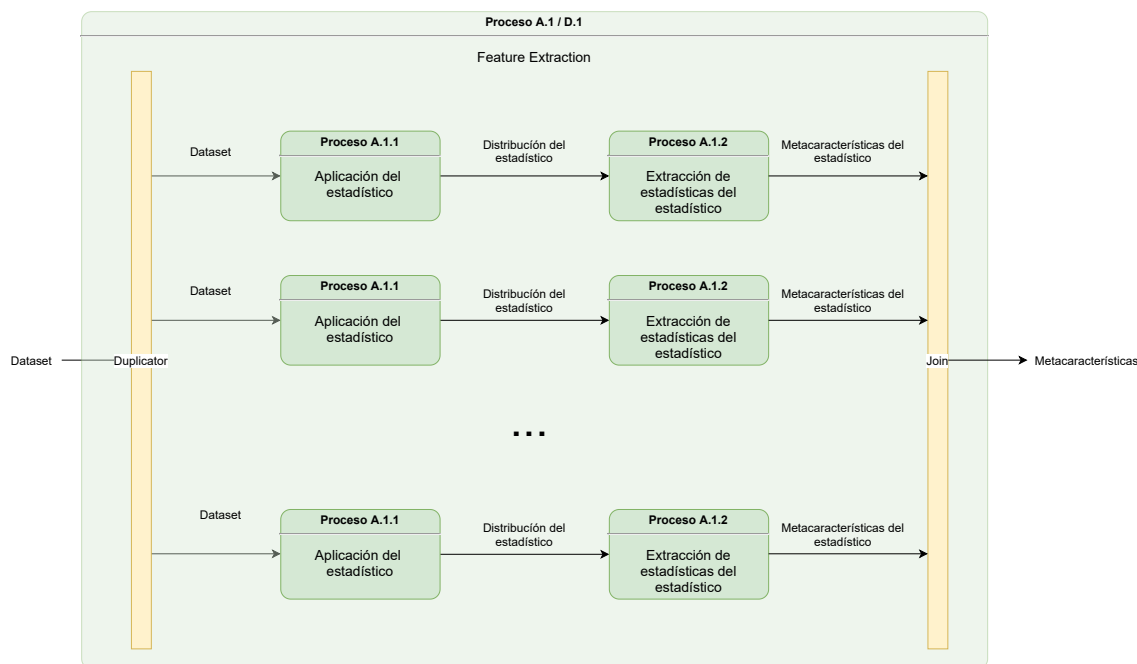 Proceso A.1 / D.1
Feature Extraction
Dataset
Proceso A.1.1
Aplicación del
estadístico
Distribución del
estadístico
Proceso A.1.2
Extracción de
estadísticas del
estadístico
Metacaracterísticas del
estadístico
Dataset
Proceso A.1.1
Aplicación del
estadístico
Distribución del
estadístico
Proceso A.1.2
Extracción de
estadísticas del
estadístico
Metacaracterísticas del
estadístico
Dataset
Duplicator
Join
Metacaracterísticas
...
Dataset
Proceso A.1.1
Aplicación del
estadístico
Distribución del
estadístico
Proceso A.1.2
Extracción de
estadísticas del
estadístico
Metacaracterísticas del
estadístico